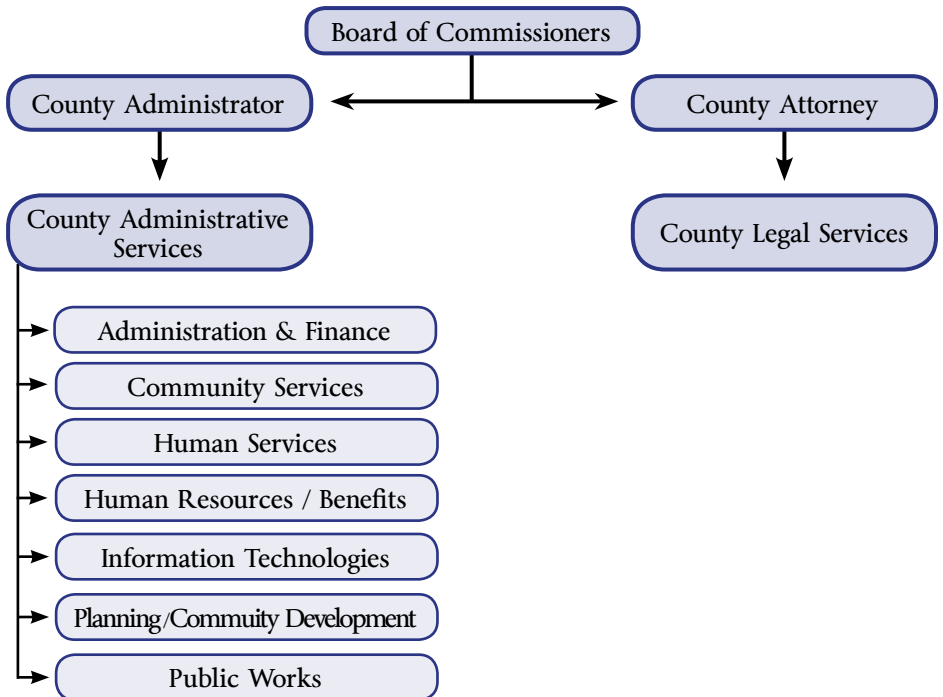 Board of Commissioners
County Administrator
County Attorney
County Administrative
Services
County Legal Services
Administration & Finance
Community Services
Human Services
Human Resources / Benefits
Information Technologies
Planning/Commuity Development
Public Works